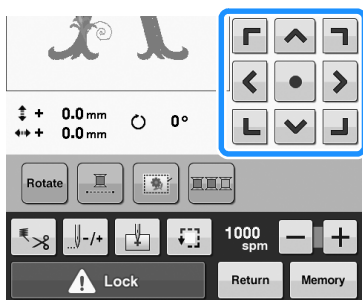 + 0.0 mm
+ 0.0 mm 0°
Rotate
-/+
1000
spm
- +
Lock
Return
Memory